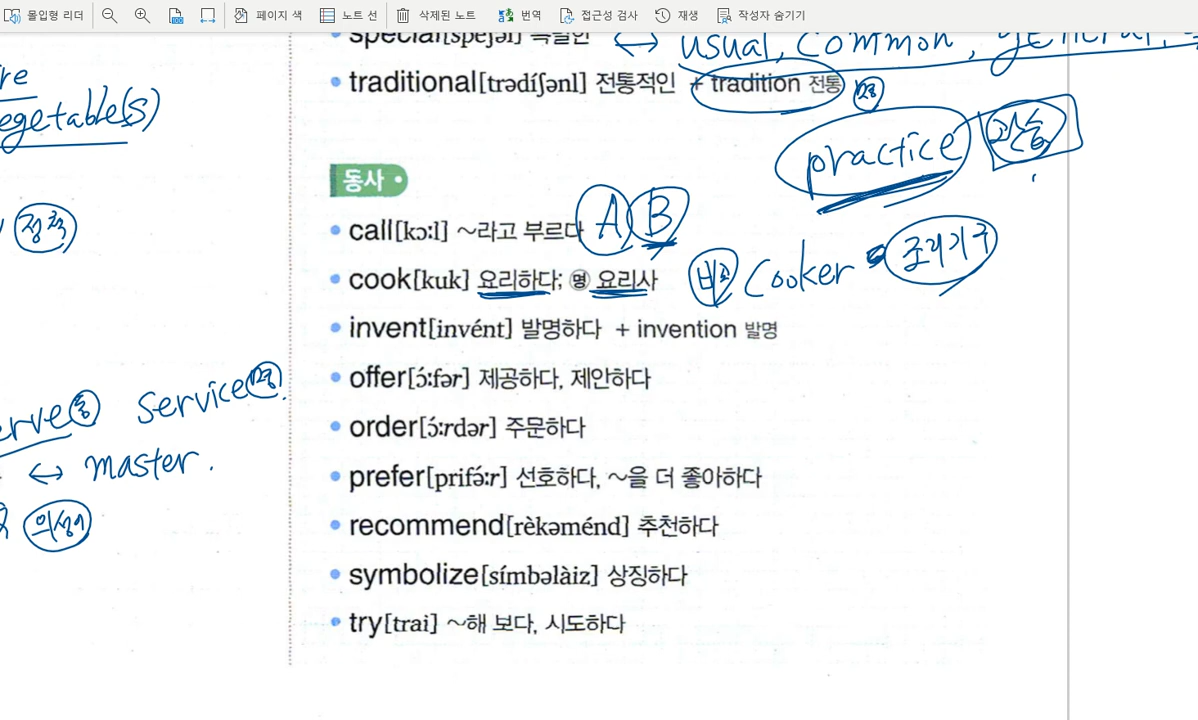 몰입형 리더 페이지 색 노트 선 삭제된 노트 번역 접근성 검사 재생 작성자 숨기기
special[spéʃəl] 특별한 ↔ usual, common, general,
traditional[trədíʃənl] 전통적인 + tradition 전통 명
practice 관습
egetable(s)
동사
정착
call[kɔːl] ~라고 부르다 A B
cook[kuk] 요리하다; 명 요리사 비교 Cooker 조리기구
invent[invént] 발명하다 + invention 발명
offer[ɔ́ːfər] 제공하다, 제안하다
erve 동 service 명.
order[ɔ́ːrdər] 주문하다
↔ master.
prefer[prifə́ːr] 선호하다, ~을 더 좋아하다
recommend[rèkəménd] 추천하다
의성어
symbolize[símbəlàiz] 상징하다
try[trai] ~해 보다, 시도하다